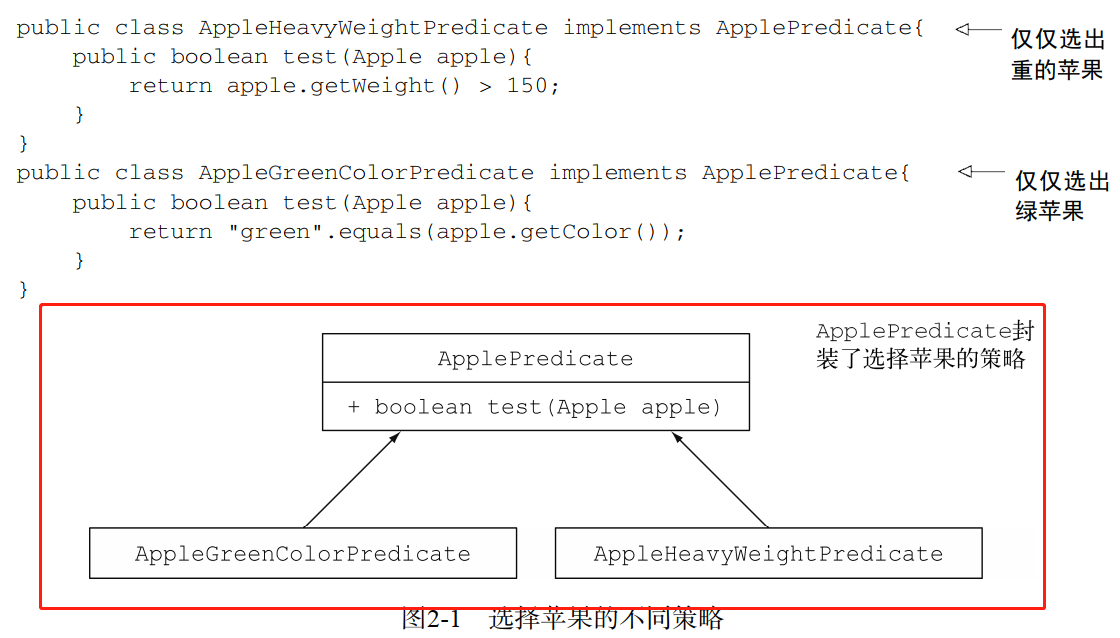 public class AppleHeavyWeightPredicate implements ApplePredicate{
仅仅选出
重的苹果
    public boolean test(Apple apple){
        return apple.getWeight() > 150;
    }
}
public class AppleGreenColorPredicate implements ApplePredicate{
仅仅选出
绿苹果
    public boolean test(Apple apple){
        return "green".equals(apple.getColor());
    }
}
ApplePredicate封
装了选择苹果的策略
ApplePredicate
+ boolean test(Apple apple)
AppleGreenColorPredicate
AppleHeavyWeightPredicate
图2-1 选择苹果的不同策略